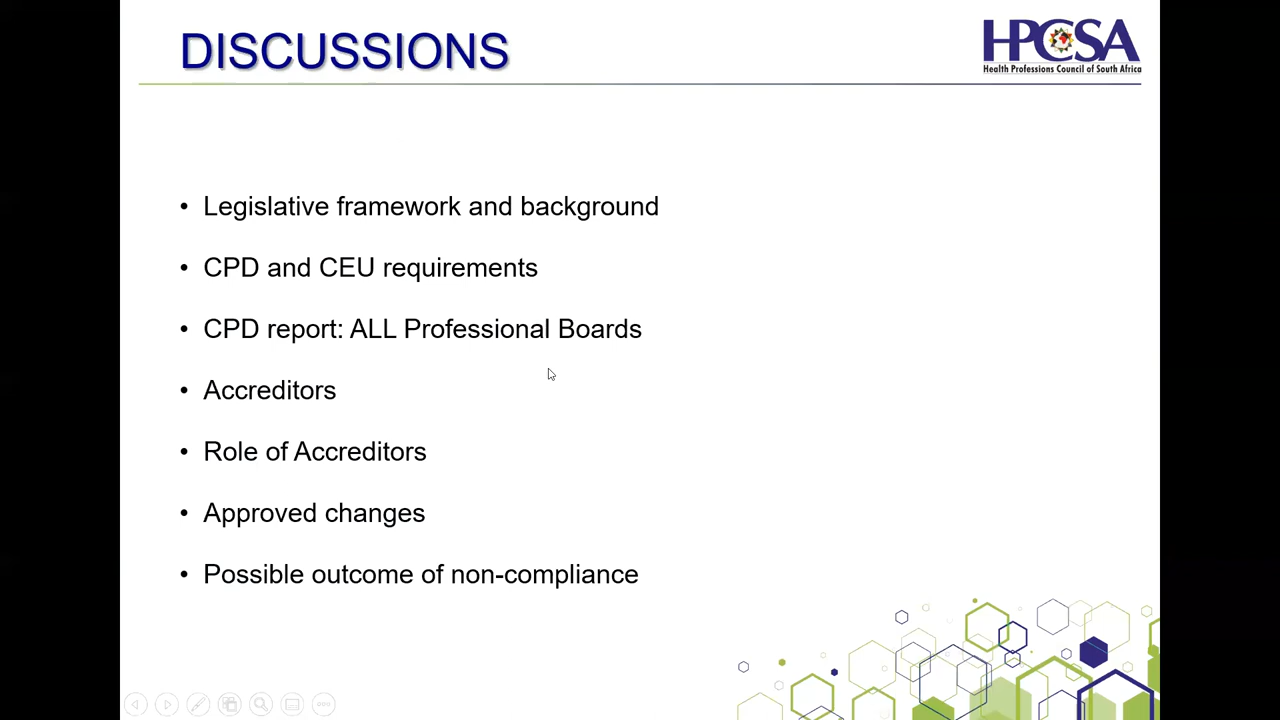 DISCUSSIONS
HPCSA
Health Professions Council of South Africa
• Legislative framework and background
• CPD and CEU requirements
• CPD report: ALL Professional Boards
• Accreditors
• Role of Accreditors
• Approved changes
• Possible outcome of non-compliance